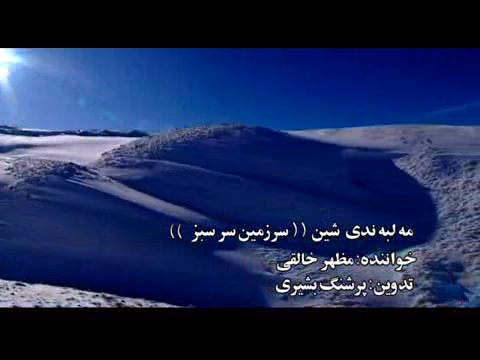 مه لبه ندی شین (( سرزمین سر سبز ))
خواننده: مظهر خالقی
تدوین: پرشنگ بشیری